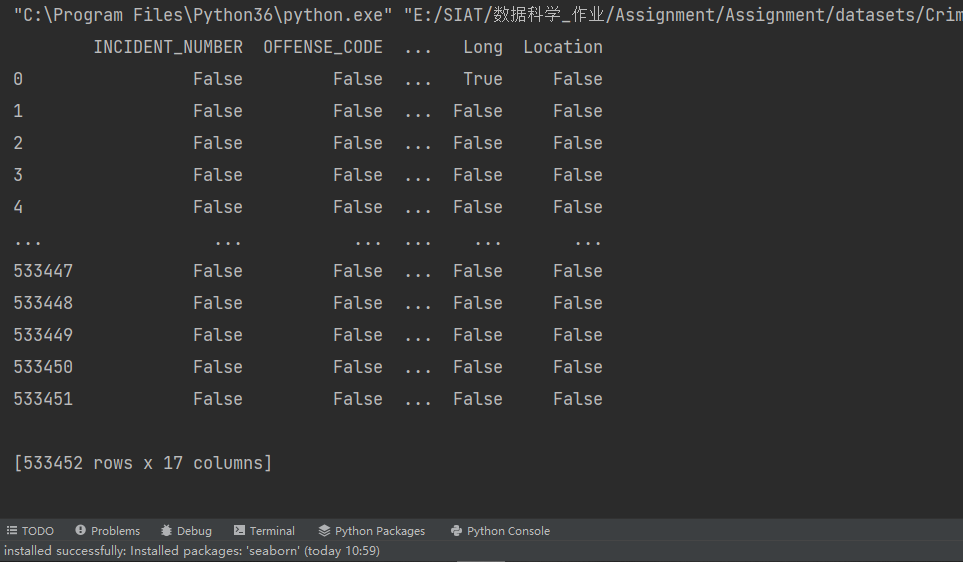 "C:\Program Files\Python36\python.exe" "E:/SIAT/数据科学_作业/Assignment/Assignment/datasets/Crim
INCIDENT_NUMBER OFFENSE_CODE ... Long Location
0 False False ... True False
1 False False ... False False
2 False False ... False False
3 False False ... False False
4 False False ... False False
... ... ... ... ... ...
533447 False False ... False False
533448 False False ... False False
533449 False False ... False False
533450 False False ... False False
533451 False False ... False False
[533452 rows x 17 columns]
TODO Problems Debug Terminal Python Packages Python Console
installed successfully: Installed packages: 'seaborn' (today 10:59)